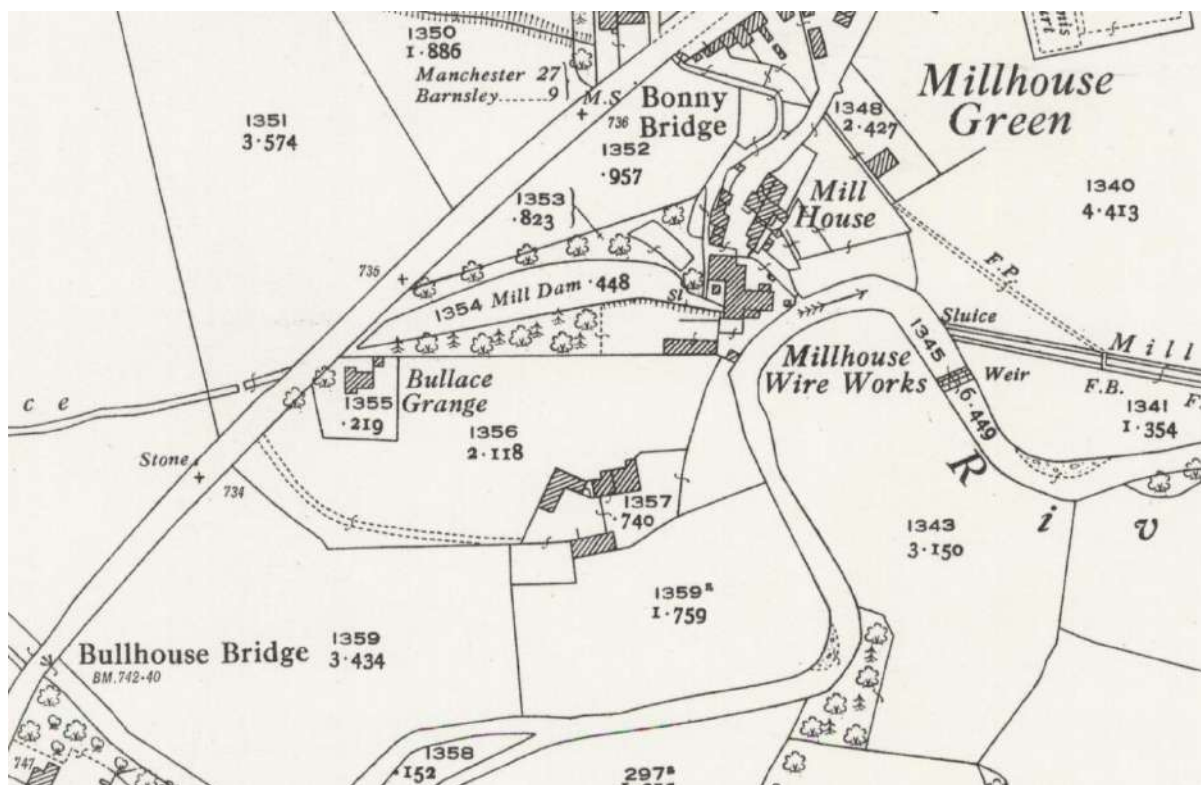 1350
1·886
Manchester 27
Barnsley......9
M.S
736
Bonny
Bridge
1351
3·574
1352
·957
1348
2·427
Millhouse
Green
1340
4·413
1353
·823
Mill
House
735
1354 Mill Dam ·448
Sl.
F.P.
Sluice
1345
6·449
Mill
Weir
F.B.
Millhouse
Wire Works
Bullace
Grange
1355
·219
1341
1·354
c e
1356
2·118
Stone
734
1357
·740
R i v
1343
3·150
1359ª
1·759
Bullhouse Bridge
BM.742·40
1359
3·434
747
1358
·152
297ª